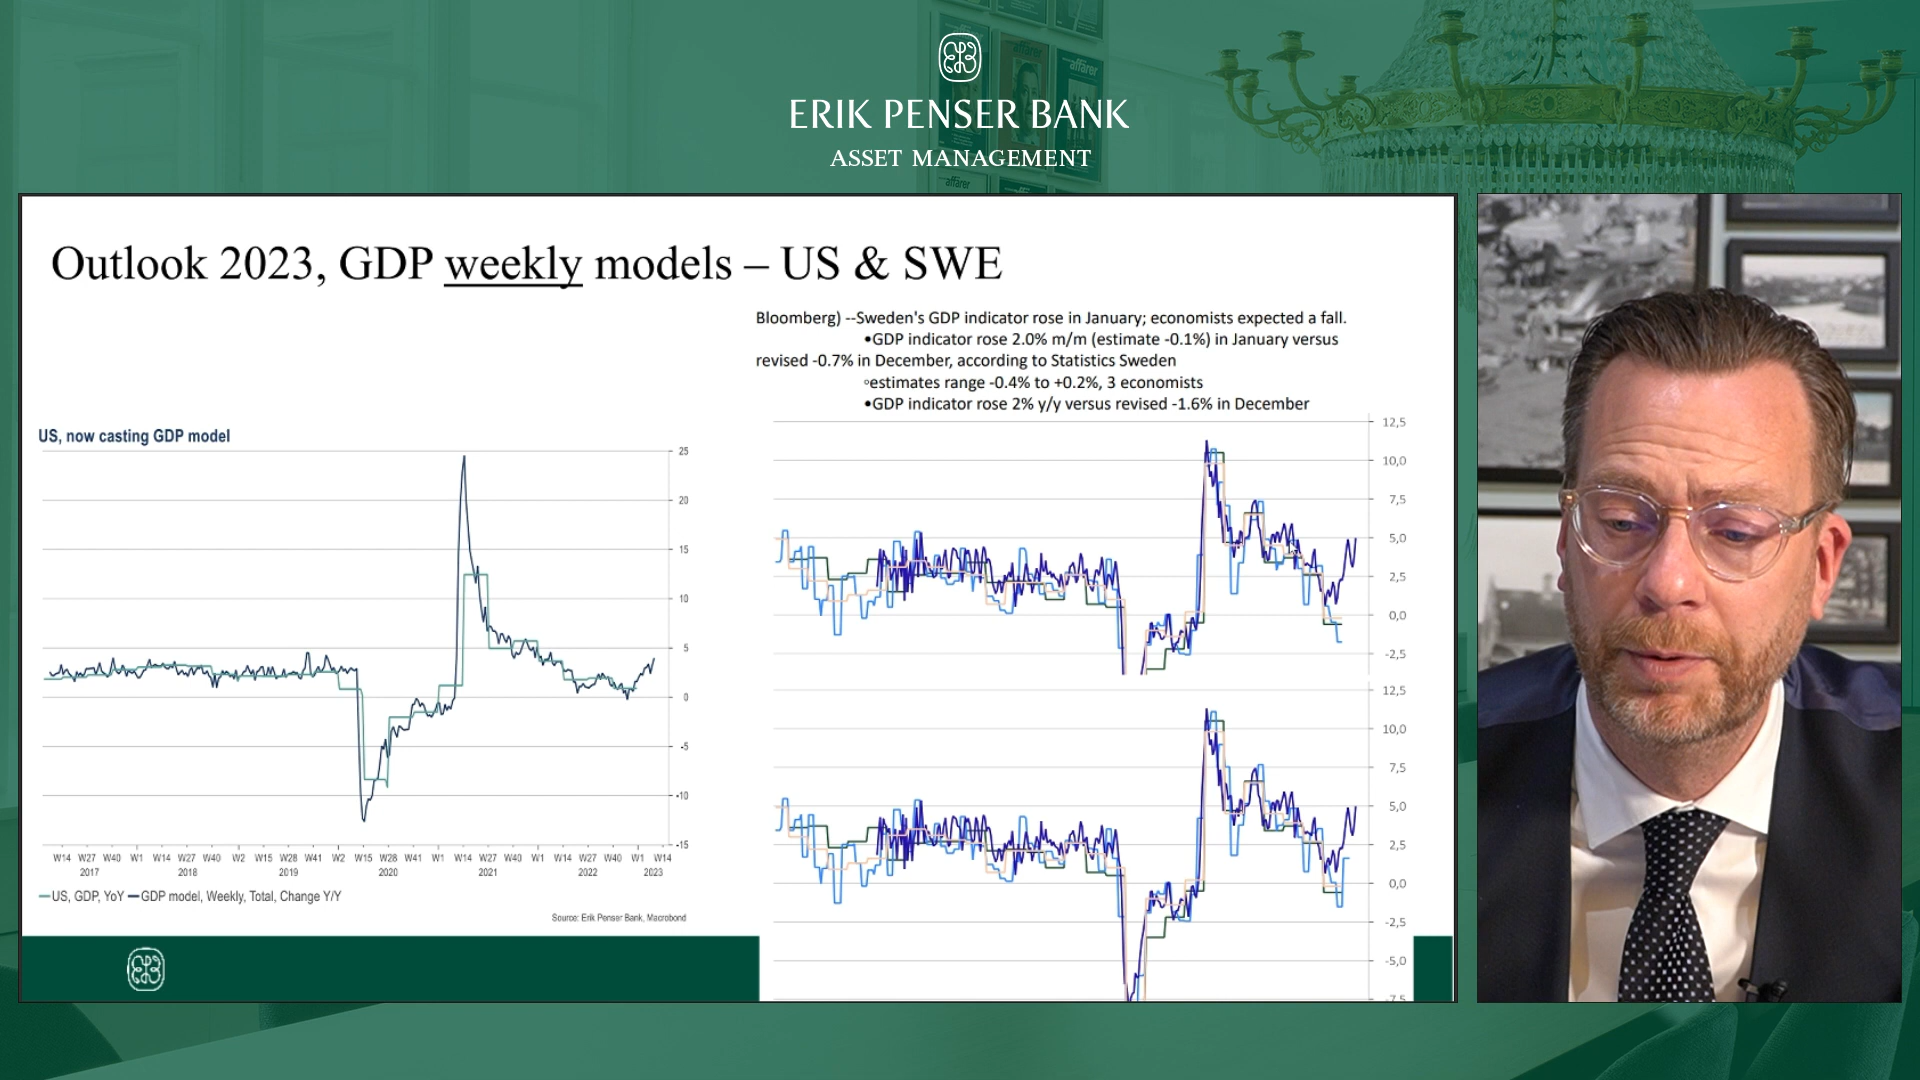 affärer
affärer
affärer
ERIK PENSER BANK
ASSET MANAGEMENT
Outlook 2023, GDP weekly models – US & SWE
Bloomberg) --Sweden's GDP indicator rose in January; economists expected a fall.
•GDP indicator rose 2.0% m/m (estimate -0.1%) in January versus
revised -0.7% in December, according to Statistics Sweden
◦estimates range -0.4% to +0.2%, 3 economists
•GDP indicator rose 2% y/y versus revised -1.6% in December
US, now casting GDP model
25
20
15
10
5
0
-5
-10
-15
W14 W27 W40 W1 W14 W27 W40 W2 W15 W28 W41 W2 W15 W28 W41 W1 W14 W27 W40 W1 W14 W27 W40 W1 W14
2017 2018 2019 2020 2021 2022 2023
US, GDP, YoY GDP model, Weekly, Total, Change Y/Y
Source: Erik Penser Bank, Macrobond
12,5
10,0
7,5
5,0
2,5
0,0
-2,5
12,5
10,0
7,5
5,0
2,5
0,0
-2,5
-5,0
-7,5